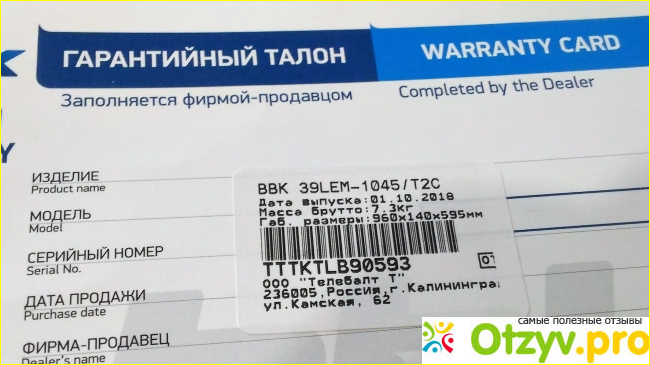 ГАРАНТИЙНЫЙ ТАЛОН
WARRANTY CARD
Заполняется фирмой-продавцом
Completed by the Dealer
ИЗДЕЛИЕ
Product name
МОДЕЛЬ
Model
СЕРИЙНЫЙ НОМЕР
Serial No.
ДАТА ПРОДАЖИ
Purchase date
ФИРМА-ПРОДАВЕЦ
Dealer's name
BBK 39LEM-1045/T2C
Дата выпуска:01.10.2018
Масса брутто:7.3кг
Габ. размеры:960x140x595мм
TTTKTLB90593
ООО "Телебалт Т"
236005,Россия,г.Калинингра
ул.Камская, 62
самые полезные отзывы
Otzyv.pro